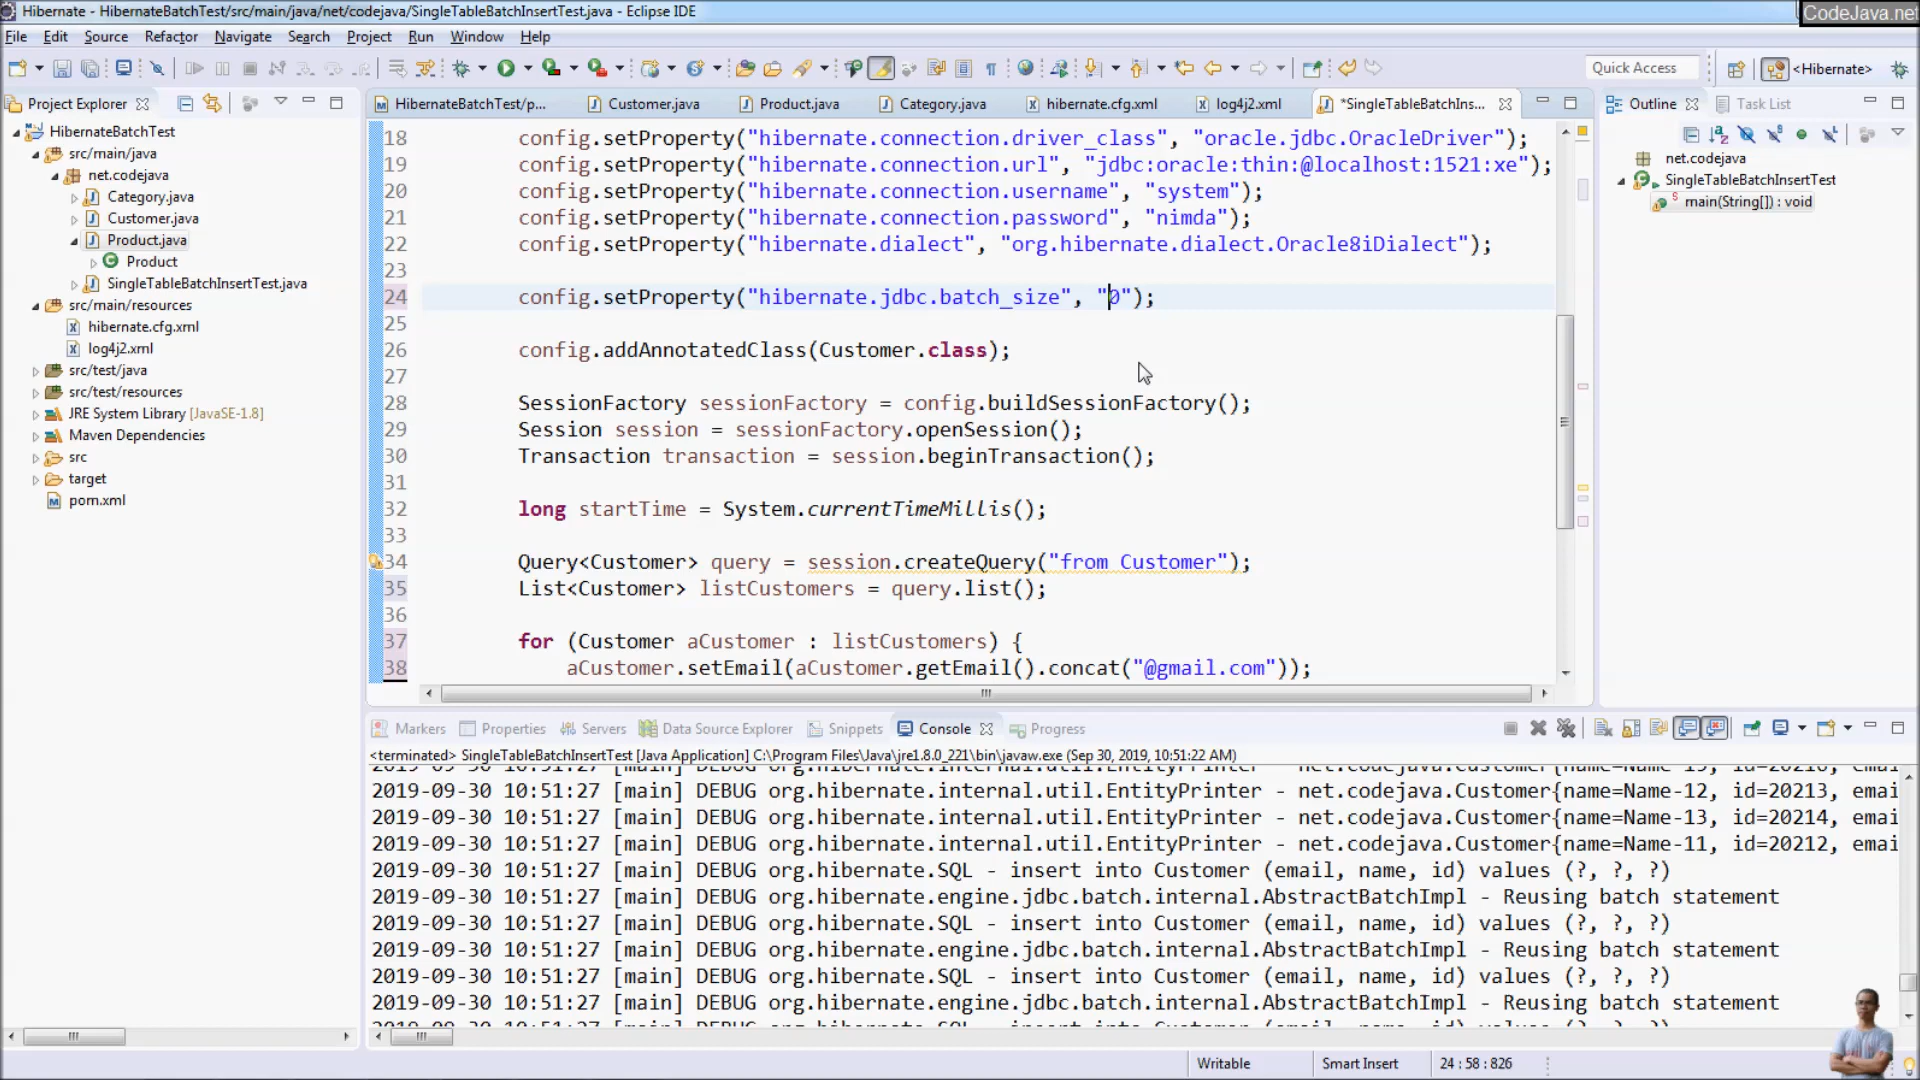 Hibernate - HibernateBatchTest/src/main/java/net/codejava/SingleTableBatchInsertTest.java - Eclipse IDE
CodeJava.net
File Edit Source Refactor Navigate Search Project Run Window Help
Quick Access
<Hibernate>
Project Explorer
HibernateBatchTest/p...
Customer.java
Product.java
Category.java
hibernate.cfg.xml
log4j2.xml
*SingleTableBatchIns...
Outline
Task List
HibernateBatchTest
src/main/java
net.codejava
Category.java
Customer.java
Product.java
Product
SingleTableBatchInsertTest.java
src/main/resources
hibernate.cfg.xml
log4j2.xml
src/test/java
src/test/resources
JRE System Library [JavaSE-1.8]
Maven Dependencies
src
target
pom.xml
18 config.setProperty("hibernate.connection.driver_class", "oracle.jdbc.OracleDriver");
19 config.setProperty("hibernate.connection.url", "jdbc:oracle:thin:@localhost:1521:xe");
20 config.setProperty("hibernate.connection.username", "system");
21 config.setProperty("hibernate.connection.password", "nimda");
22 config.setProperty("hibernate.dialect", "org.hibernate.dialect.Oracle8iDialect");
23
24 config.setProperty("hibernate.jdbc.batch_size", "0");
25
26 config.addAnnotatedClass(Customer.class);
27
28 SessionFactory sessionFactory = config.buildSessionFactory();
29 Session session = sessionFactory.openSession();
30 Transaction transaction = session.beginTransaction();
31
32 long startTime = System.currentTimeMillis();
33
34 Query<Customer> query = session.createQuery("from Customer");
35 List<Customer> listCustomers = query.list();
36
37 for (Customer aCustomer : listCustomers) {
38 aCustomer.setEmail(aCustomer.getEmail().concat("@gmail.com"));
net.codejava
SingleTableBatchInsertTest
main(String[]) : void
Markers Properties Servers Data Source Explorer Snippets Console Progress
<terminated> SingleTableBatchInsertTest [Java Application] C:\Program Files\Java\jre1.8.0_221\bin\javaw.exe (Sep 30, 2019, 10:51:22 AM)
2019-09-30 10:51:27 [main] DEBUG org.hibernate.internal.util.EntityPrinter - net.codejava.Customer{name=Name-12, id=20213, emai
2019-09-30 10:51:27 [main] DEBUG org.hibernate.internal.util.EntityPrinter - net.codejava.Customer{name=Name-13, id=20214, emai
2019-09-30 10:51:27 [main] DEBUG org.hibernate.internal.util.EntityPrinter - net.codejava.Customer{name=Name-11, id=20212, emai
2019-09-30 10:51:27 [main] DEBUG org.hibernate.SQL - insert into Customer (email, name, id) values (?, ?, ?)
2019-09-30 10:51:27 [main] DEBUG org.hibernate.engine.jdbc.batch.internal.AbstractBatchImpl - Reusing batch statement
2019-09-30 10:51:27 [main] DEBUG org.hibernate.SQL - insert into Customer (email, name, id) values (?, ?, ?)
2019-09-30 10:51:27 [main] DEBUG org.hibernate.engine.jdbc.batch.internal.AbstractBatchImpl - Reusing batch statement
2019-09-30 10:51:27 [main] DEBUG org.hibernate.SQL - insert into Customer (email, name, id) values (?, ?, ?)
2019-09-30 10:51:27 [main] DEBUG org.hibernate.engine.jdbc.batch.internal.AbstractBatchImpl - Reusing batch statement
Writable
Smart Insert
24 : 58 : 826